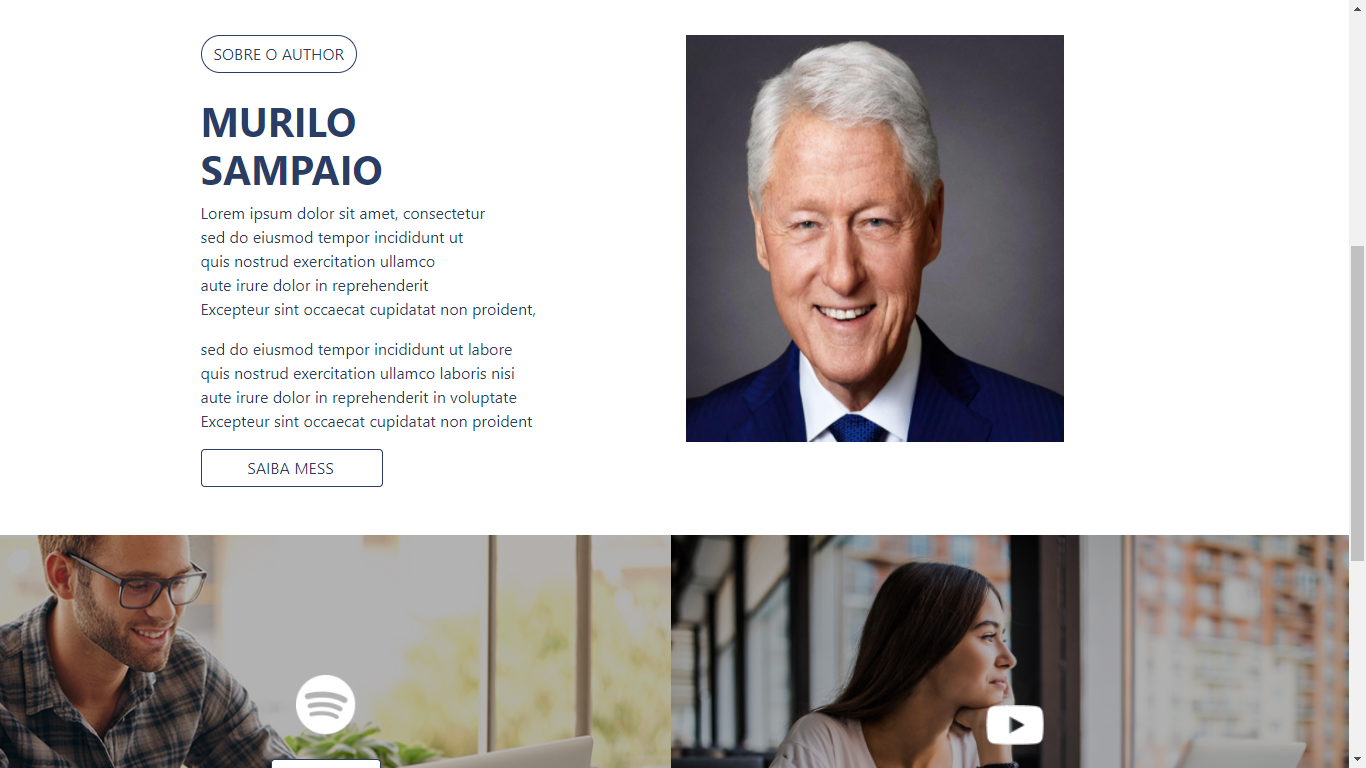 SOBRE O AUTHOR
MURILO
SAMPAIO
Lorem ipsum dolor sit amet, consectetur
sed do eiusmod tempor incididunt ut
quis nostrud exercitation ullamco
aute irure dolor in reprehenderit
Excepteur sint occaecat cupidatat non proident,
sed do eiusmod tempor incididunt ut labore
quis nostrud exercitation ullamco laboris nisi
aute irure dolor in reprehenderit in voluptate
Excepteur sint occaecat cupidatat non proident
SAIBA MESS